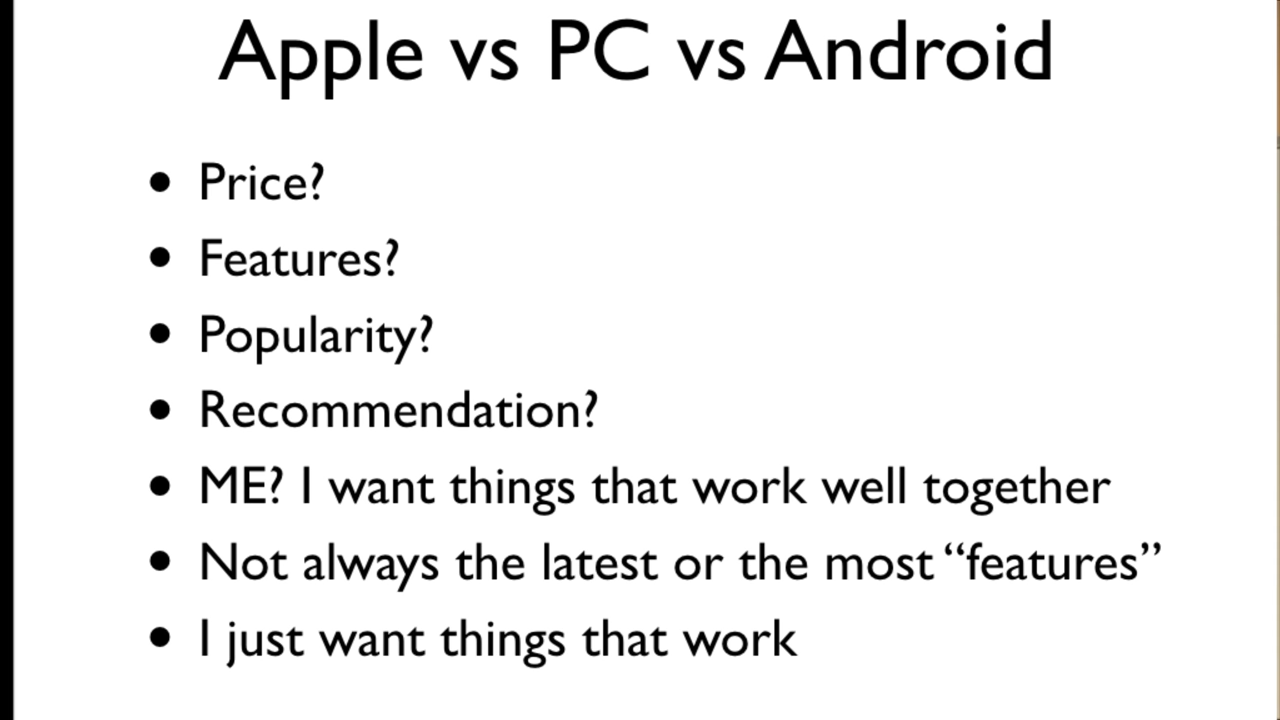 Apple vs PC vs Android
• Price?
• Features?
• Popularity?
• Recommendation?
• ME? I want things that work well together
• Not always the latest or the most “features”
• I just want things that work